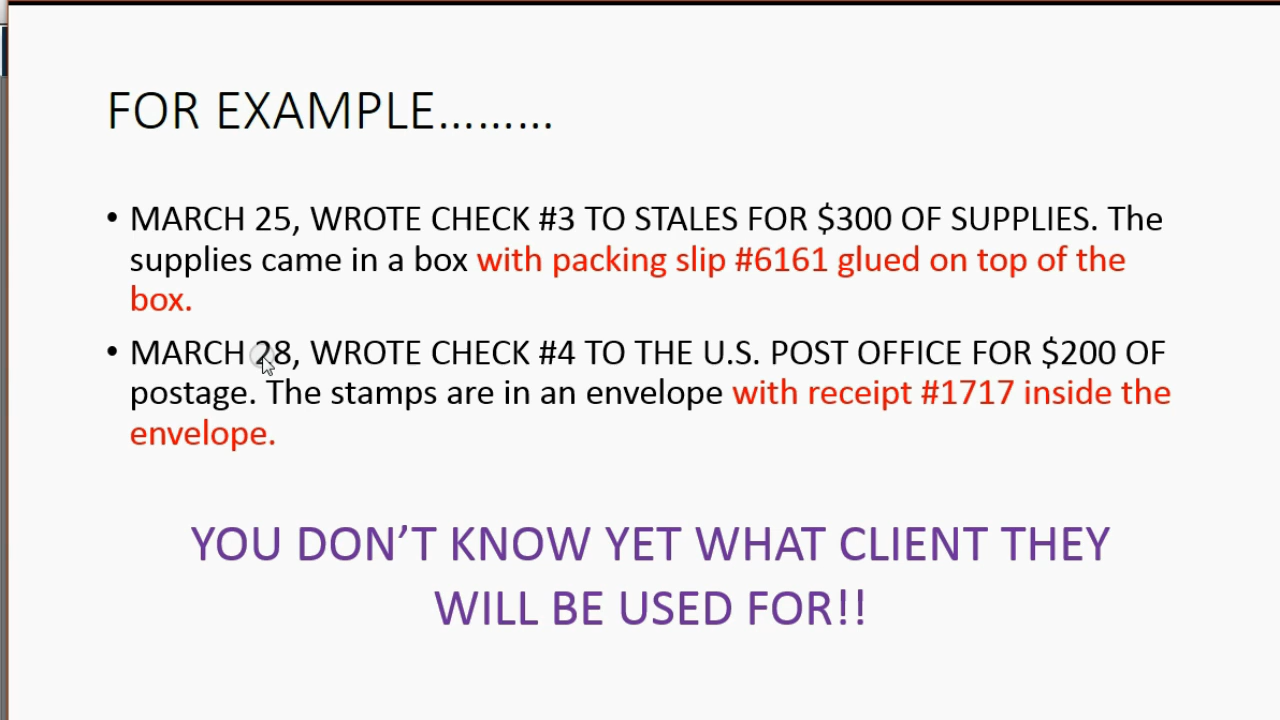 FOR EXAMPLE………
• MARCH 25, WROTE CHECK #3 TO STALES FOR $300 OF SUPPLIES. The
supplies came in a box with packing slip #6161 glued on top of the
box.
• MARCH 28, WROTE CHECK #4 TO THE U.S. POST OFFICE FOR $200 OF
postage. The stamps are in an envelope with receipt #1717 inside the
envelope.
YOU DON’T KNOW YET WHAT CLIENT THEY
WILL BE USED FOR!!